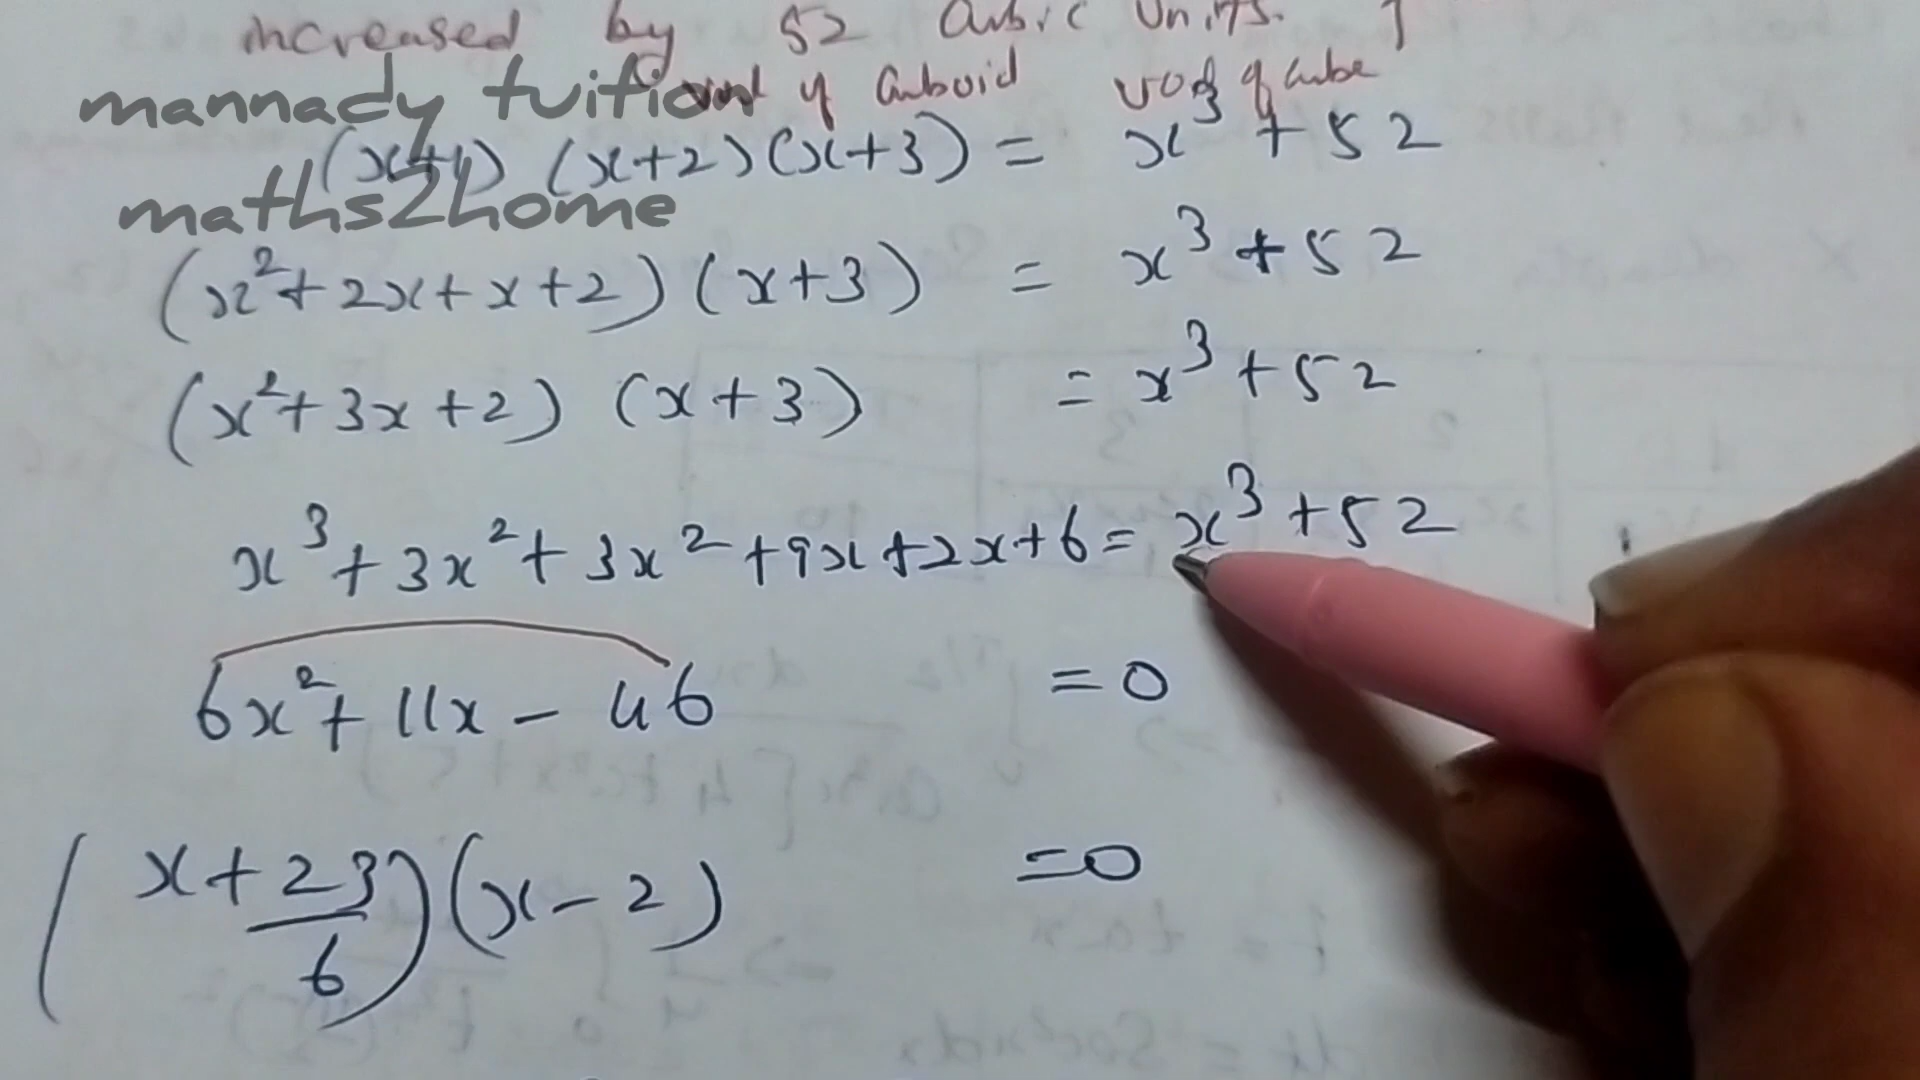 increased by 52 Cubic Units.
mannady tuition
of Cuboid vol of cube
(x+1) (x+2)(x+3) = x³ + 52
maths2home
(x²+2x+x+2)(x+3) = x³+52
(x²+3x+2) (x+3) = x³+52
x³+3x²+3x²+9x+2x+6= x³+52
6x²+11x-46 =0
(x+23/6)(x-2) =0